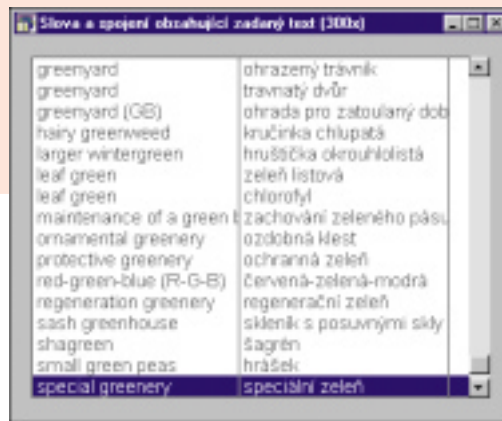 Slova a spojení obsahující zadaný text (300x)
greenyard ohrazený trávník
greenyard travnatý dvůr
greenyard (GB) ohrada pro zatoulaný dob
hairy greenweed kručinka chlupatá
larger wintergreen hruštička okrouhlolistá
leaf green zeleň listová
leaf green chlorofyl
maintenance of a green b zachování zeleného pásu
ornamental greenery ozdobná klest
protective greenery ochranná zeleň
red-green-blue (R-G-B) červená-zelená-modrá
regeneration greenery regenerační zeleň
sash greenhouse skleník s posuvnými skly
shagreen šagrén
small green peas hrášek
special greenery speciální zeleň